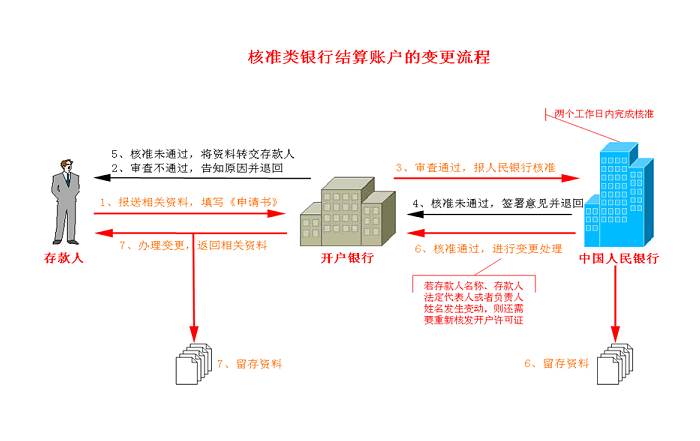 核准类银行结算账户的变更流程
两个工作日内完成核准
5、核准未通过，将资料转交存款人
2、审查不通过，告知原因并退回
3、审查通过，报人民银行核准
1、报送相关资料，填写《申请书》
4、核准未通过，签署意见并退回
7、办理变更，返回相关资料
6、核准通过，进行变更处理
存款人
开户银行
中国人民银行
若存款人名称、存款人
法定代表人或者负责人
姓名发生变动，则还需
要重新核发开户许可证
7、留存资料
6、留存资料